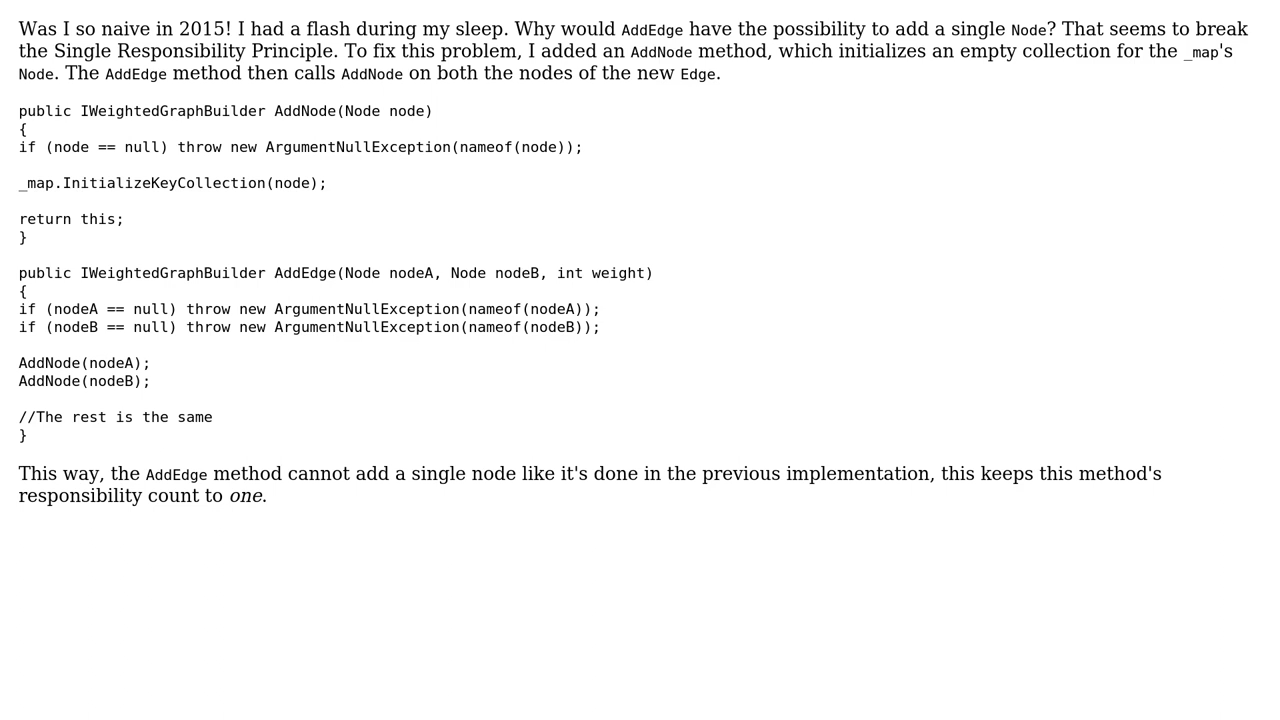 Was I so naive in 2015! I had a flash during my sleep. Why would AddEdge have the possibility to add a single Node? That seems to break
the Single Responsibility Principle. To fix this problem, I added an AddNode method, which initializes an empty collection for the _map's
Node. The AddEdge method then calls AddNode on both the nodes of the new Edge.
public IWeightedGraphBuilder AddNode(Node node)
{
if (node == null) throw new ArgumentNullException(nameof(node));
_map.InitializeKeyCollection(node);
return this;
}
public IWeightedGraphBuilder AddEdge(Node nodeA, Node nodeB, int weight)
{
if (nodeA == null) throw new ArgumentNullException(nameof(nodeA));
if (nodeB == null) throw new ArgumentNullException(nameof(nodeB));
AddNode(nodeA);
AddNode(nodeB);
//The rest is the same
}
This way, the AddEdge method cannot add a single node like it's done in the previous implementation, this keeps this method's
responsibility count to one.